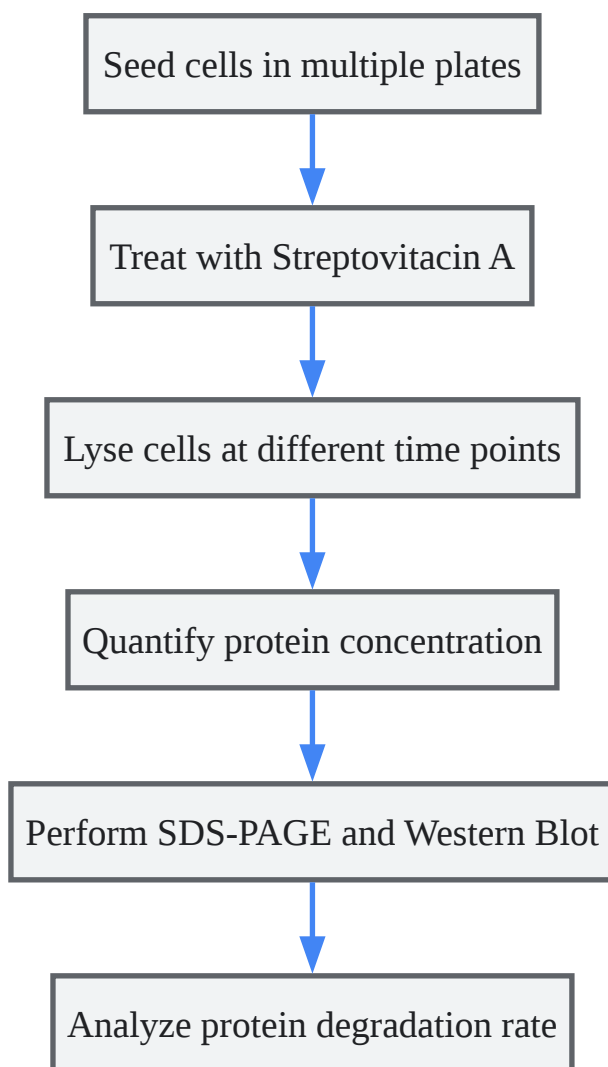 Seed cells in multiple plates
Treat with Streptovitacin A
Lyse cells at different time points
Quantify protein concentration
Perform SDS-PAGE and Western Blot
Analyze protein degradation rate